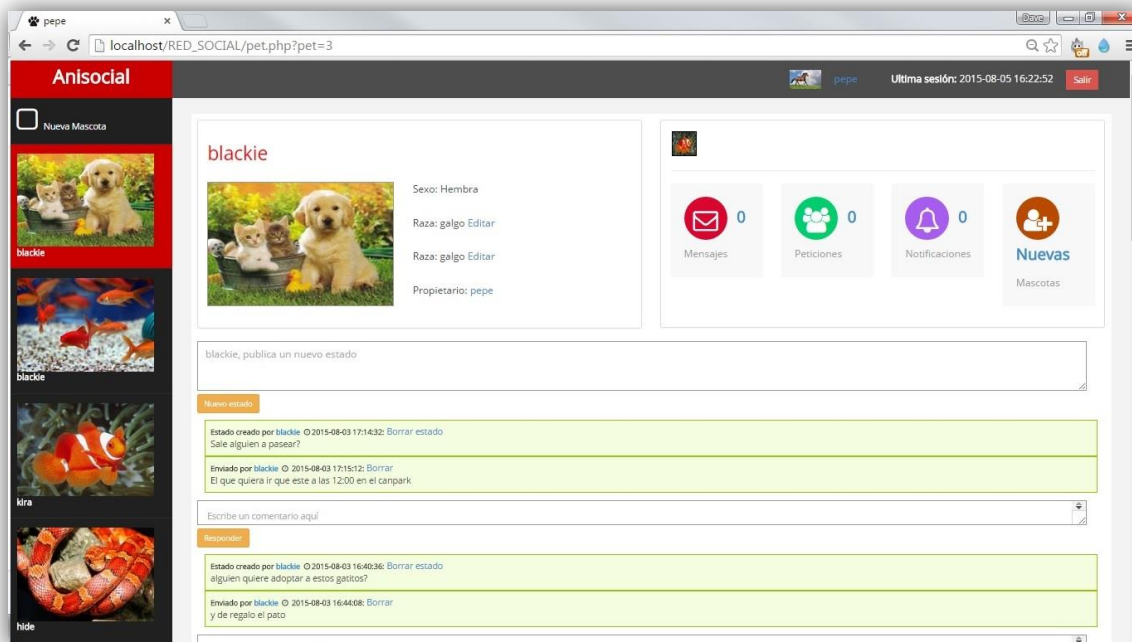 pepe
Dave
localhost/RED_SOCIAL/pet.php?pet=3
off
Anisocial
pepe
Ultima sesión: 2015-08-05 16:22:52
Salir
Nueva Mascota
blackie
blackie
kira
hide
blackie
Sexo: Hembra
Raza: galgo Editar
Raza: galgo Editar
Propietario: pepe
0
Mensajes
0
Peticiones
0
Notificaciones
Nuevas
Mascotas
blackie, publica un nuevo estado
Nuevo estado
Estado creado por blackie 2015-08-03 17:14:32: Borrar estado
Sale alguien a pasear?
Enviado por blackie 2015-08-03 17:15:12: Borrar
El que quiera ir que este a las 12:00 en el canpark
Escribe un comentario aquí
Responder
Estado creado por blackie 2015-08-03 16:40:36: Borrar estado
alguien quiere adoptar a estos gatitos?
Enviado por blackie 2015-08-03 16:44:08: Borrar
y de regalo el pato